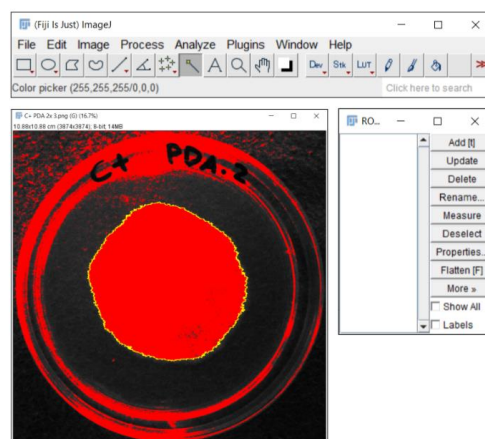 (Fiji Is Just) ImageJ
File Edit Image Process Analyze Plugins Window Help
A Dev Stk LUT
Color picker (255,255,255/0,0,0) Click here to search
C+ PDA 2x 3.png (G) (16.7%)
10.88x10.88 cm (3874x3874); 8-bit; 14MB
C+ PDA.2
RO...
Add [t]
Update
Delete
Rename...
Measure
Deselect
Properties...
Flatten [F]
More »
Show All
Labels